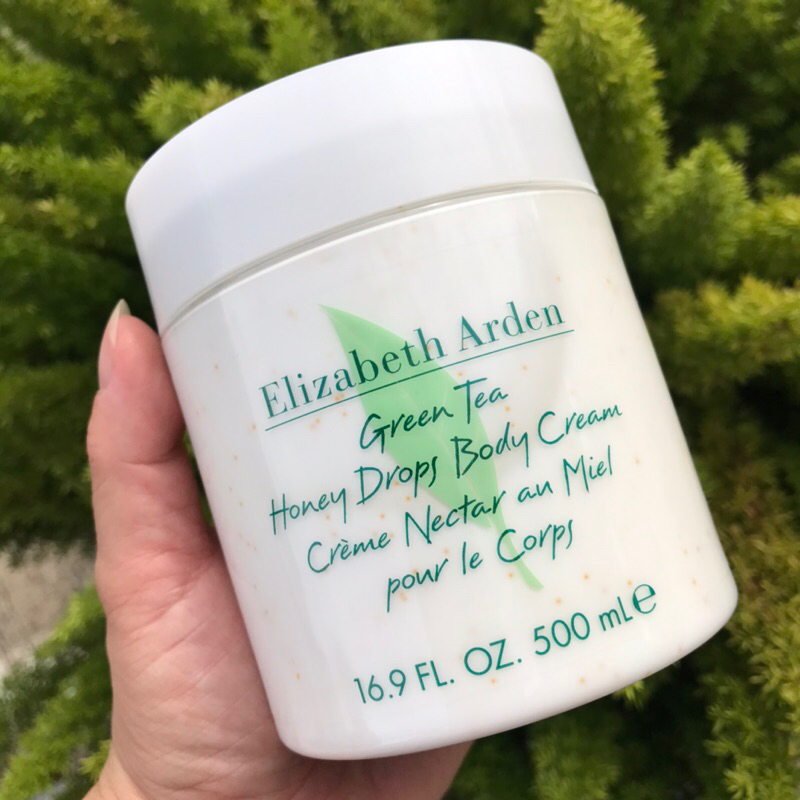 Elizabeth Arden
Green Tea
Honey Drops Body Cream
Crème Nectar au Miel
pour le Corps
16.9 FL. OZ. 500 mL℮